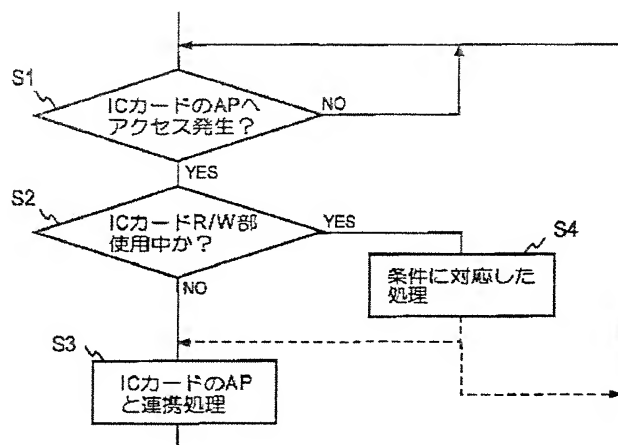 S1
ICカードのAPへ
アクセス発生？
NO
YES
S2
ICカードR/W部
使用中か？
YES
NO
S4
条件に対応した
処理
S3
ICカードのAP
と連携処理